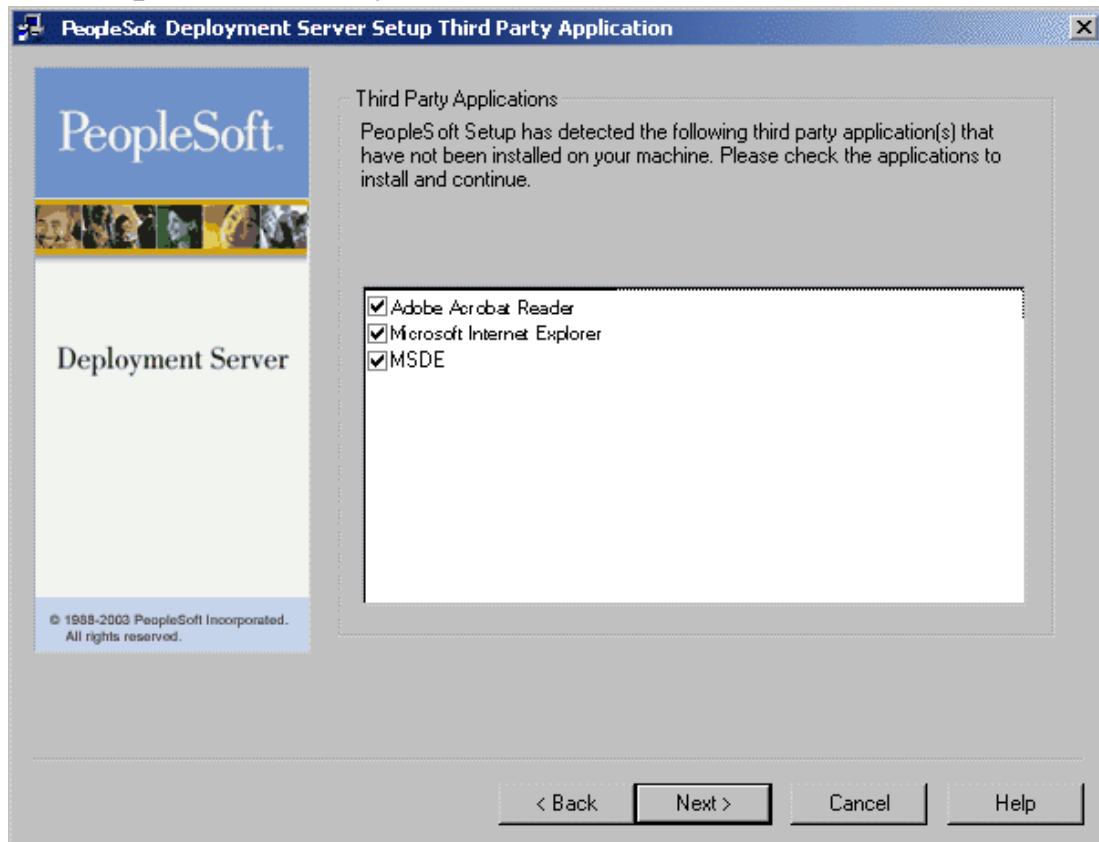 PeopleSoft Deployment Server Setup Third Party Application
PeopleSoft.
Deployment Server
© 1988-2003 PeopleSoft Incorporated.
All rights reserved.
Third Party Applications
PeopleSoft Setup has detected the following third party application(s) that
have not been installed on your machine. Please check the applications to
install and continue.
Adobe Acrobat Reader
Microsoft Internet Explorer
MSDE
< Back
Next >
Cancel
Help